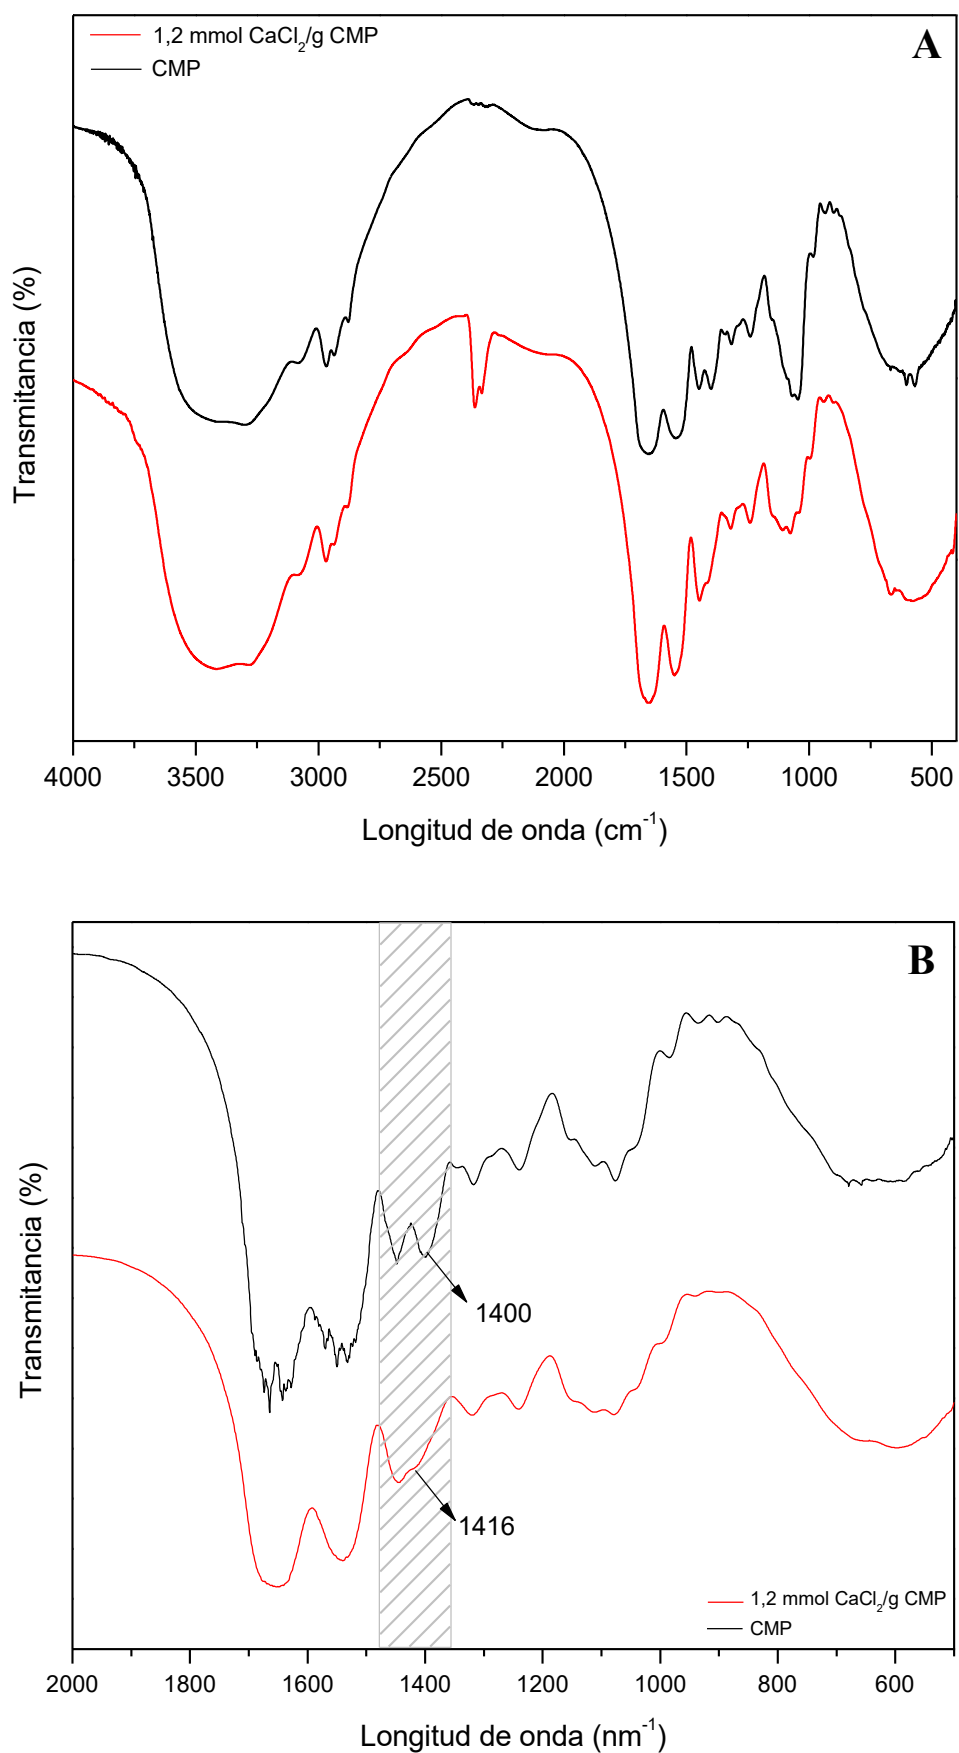 1,2 mmol CaCl2/g CMP
CMP
A
Transmitancia (%)
4000 3500 3000 2500 2000 1500 1000 500
Longitud de onda (cm-1)
B
Transmitancia (%)
1400
1416
1,2 mmol CaCl2/g CMP
CMP
2000 1800 1600 1400 1200 1000 800 600
Longitud de onda (nm-1)